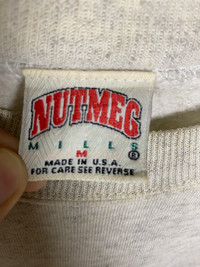 NUTMEG
MILLS
M ®
MADE IN U.S.A.
FOR CARE SEE REVERSE